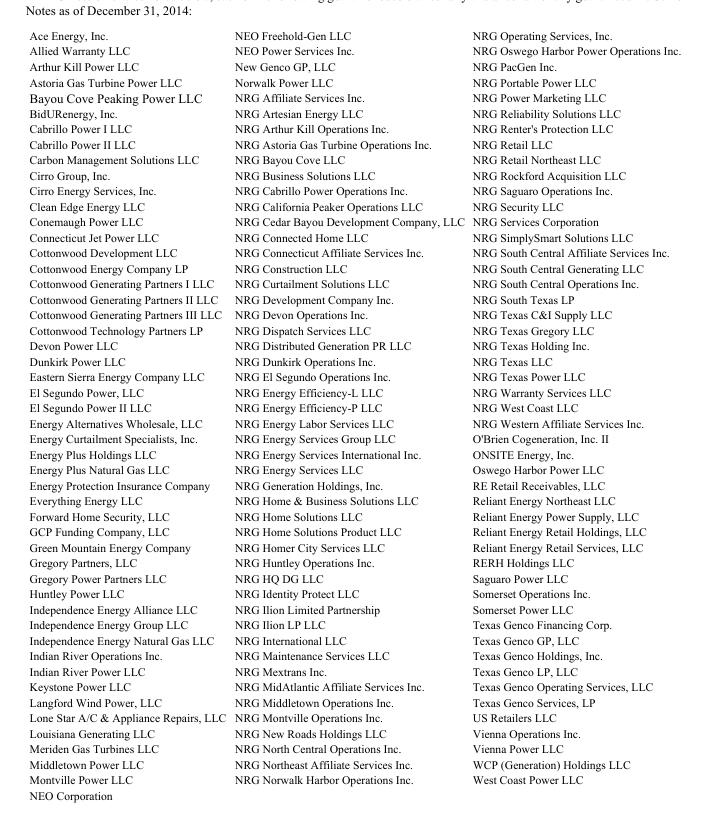 Notes as of December 31, 2014:
Ace Energy, Inc.
Allied Warranty LLC
Arthur Kill Power LLC
Astoria Gas Turbine Power LLC
Bayou Cove Peaking Power LLC
BidURenergy, Inc.
Cabrillo Power I LLC
Cabrillo Power II LLC
Carbon Management Solutions LLC
Cirro Group, Inc.
Cirro Energy Services, Inc.
Clean Edge Energy LLC
Conemaugh Power LLC
Connecticut Jet Power LLC
Cottonwood Development LLC
Cottonwood Energy Company LP
Cottonwood Generating Partners I LLC
Cottonwood Generating Partners II LLC
Cottonwood Generating Partners III LLC
Cottonwood Technology Partners LP
Devon Power LLC
Dunkirk Power LLC
Eastern Sierra Energy Company LLC
El Segundo Power, LLC
El Segundo Power II LLC
Energy Alternatives Wholesale, LLC
Energy Curtailment Specialists, Inc.
Energy Plus Holdings LLC
Energy Plus Natural Gas LLC
Energy Protection Insurance Company
Everything Energy LLC
Forward Home Security, LLC
GCP Funding Company, LLC
Green Mountain Energy Company
Gregory Partners, LLC
Gregory Power Partners LLC
Huntley Power LLC
Independence Energy Alliance LLC
Independence Energy Group LLC
Independence Energy Natural Gas LLC
Indian River Operations Inc.
Indian River Power LLC
Keystone Power LLC
Langford Wind Power, LLC
Lone Star A/C & Appliance Repairs, LLC
Louisiana Generating LLC
Meriden Gas Turbines LLC
Middletown Power LLC
Montville Power LLC
NEO Corporation
NEO Freehold-Gen LLC
NEO Power Services Inc.
New Genco GP, LLC
Norwalk Power LLC
NRG Affiliate Services Inc.
NRG Artesian Energy LLC
NRG Arthur Kill Operations Inc.
NRG Astoria Gas Turbine Operations Inc.
NRG Bayou Cove LLC
NRG Business Solutions LLC
NRG Cabrillo Power Operations Inc.
NRG California Peaker Operations LLC
NRG Cedar Bayou Development Company, LLC
NRG Connected Home LLC
NRG Connecticut Affiliate Services Inc.
NRG Construction LLC
NRG Curtailment Solutions LLC
NRG Development Company Inc.
NRG Devon Operations Inc.
NRG Dispatch Services LLC
NRG Distributed Generation PR LLC
NRG Dunkirk Operations Inc.
NRG El Segundo Operations Inc.
NRG Energy Efficiency-L LLC
NRG Energy Efficiency-P LLC
NRG Energy Labor Services LLC
NRG Energy Services Group LLC
NRG Energy Services International Inc.
NRG Energy Services LLC
NRG Generation Holdings, Inc.
NRG Home & Business Solutions LLC
NRG Home Solutions LLC
NRG Home Solutions Product LLC
NRG Homer City Services LLC
NRG Huntley Operations Inc.
NRG HQ DG LLC
NRG Identity Protect LLC
NRG Ilion Limited Partnership
NRG Ilion LP LLC
NRG International LLC
NRG Maintenance Services LLC
NRG Mextrans Inc.
NRG MidAtlantic Affiliate Services Inc.
NRG Middletown Operations Inc.
NRG Montville Operations Inc.
NRG New Roads Holdings LLC
NRG North Central Operations Inc.
NRG Northeast Affiliate Services Inc.
NRG Norwalk Harbor Operations Inc.
NRG Operating Services, Inc.
NRG Oswego Harbor Power Operations Inc.
NRG PacGen Inc.
NRG Portable Power LLC
NRG Power Marketing LLC
NRG Reliability Solutions LLC
NRG Renter's Protection LLC
NRG Retail LLC
NRG Retail Northeast LLC
NRG Rockford Acquisition LLC
NRG Saguaro Operations Inc.
NRG Security LLC
NRG Services Corporation
NRG SimplySmart Solutions LLC
NRG South Central Affiliate Services Inc.
NRG South Central Generating LLC
NRG South Central Operations Inc.
NRG South Texas LP
NRG Texas C&I Supply LLC
NRG Texas Gregory LLC
NRG Texas Holding Inc.
NRG Texas LLC
NRG Texas Power LLC
NRG Warranty Services LLC
NRG West Coast LLC
NRG Western Affiliate Services Inc.
O'Brien Cogeneration, Inc. II
ONSITE Energy, Inc.
Oswego Harbor Power LLC
RE Retail Receivables, LLC
Reliant Energy Northeast LLC
Reliant Energy Power Supply, LLC
Reliant Energy Retail Holdings, LLC
Reliant Energy Retail Services, LLC
RERH Holdings LLC
Saguaro Power LLC
Somerset Operations Inc.
Somerset Power LLC
Texas Genco Financing Corp.
Texas Genco GP, LLC
Texas Genco Holdings, Inc.
Texas Genco LP, LLC
Texas Genco Operating Services, LLC
Texas Genco Services, LP
US Retailers LLC
Vienna Operations Inc.
Vienna Power LLC
WCP (Generation) Holdings LLC
West Coast Power LLC